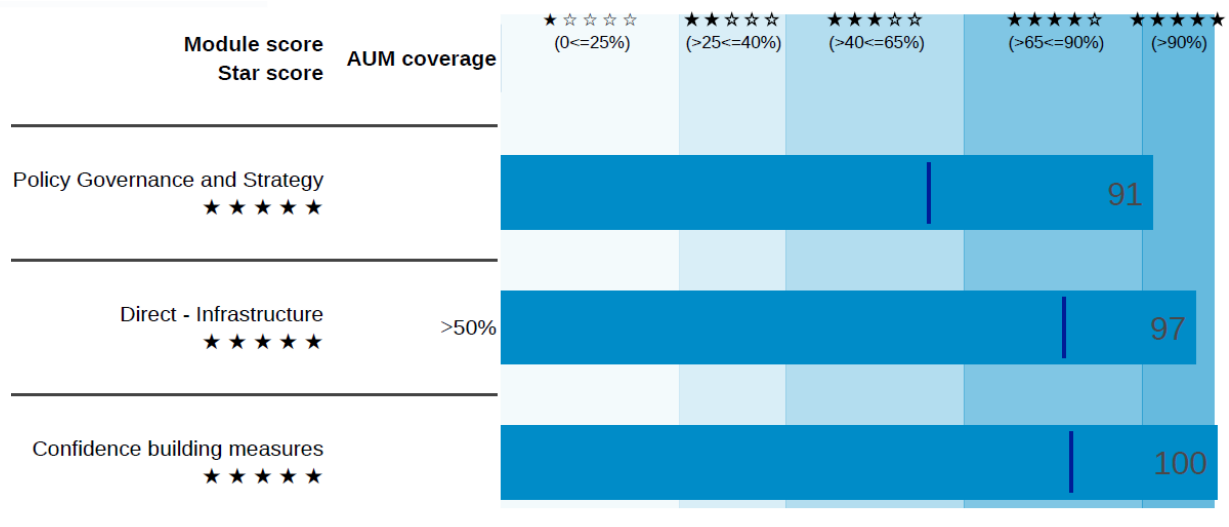 ★☆☆☆☆ ★★☆☆☆ ★★★☆☆ ★★★★☆ ★★★★★
(0<=25%) (>25<=40%) (>40<=65%) (>65<=90%) (>90%)
Module score
Star score
AUM coverage
Policy Governance and Strategy
★★★★★
91
Direct - Infrastructure
★★★★★
>50%
97
Confidence building measures
★★★★★
100